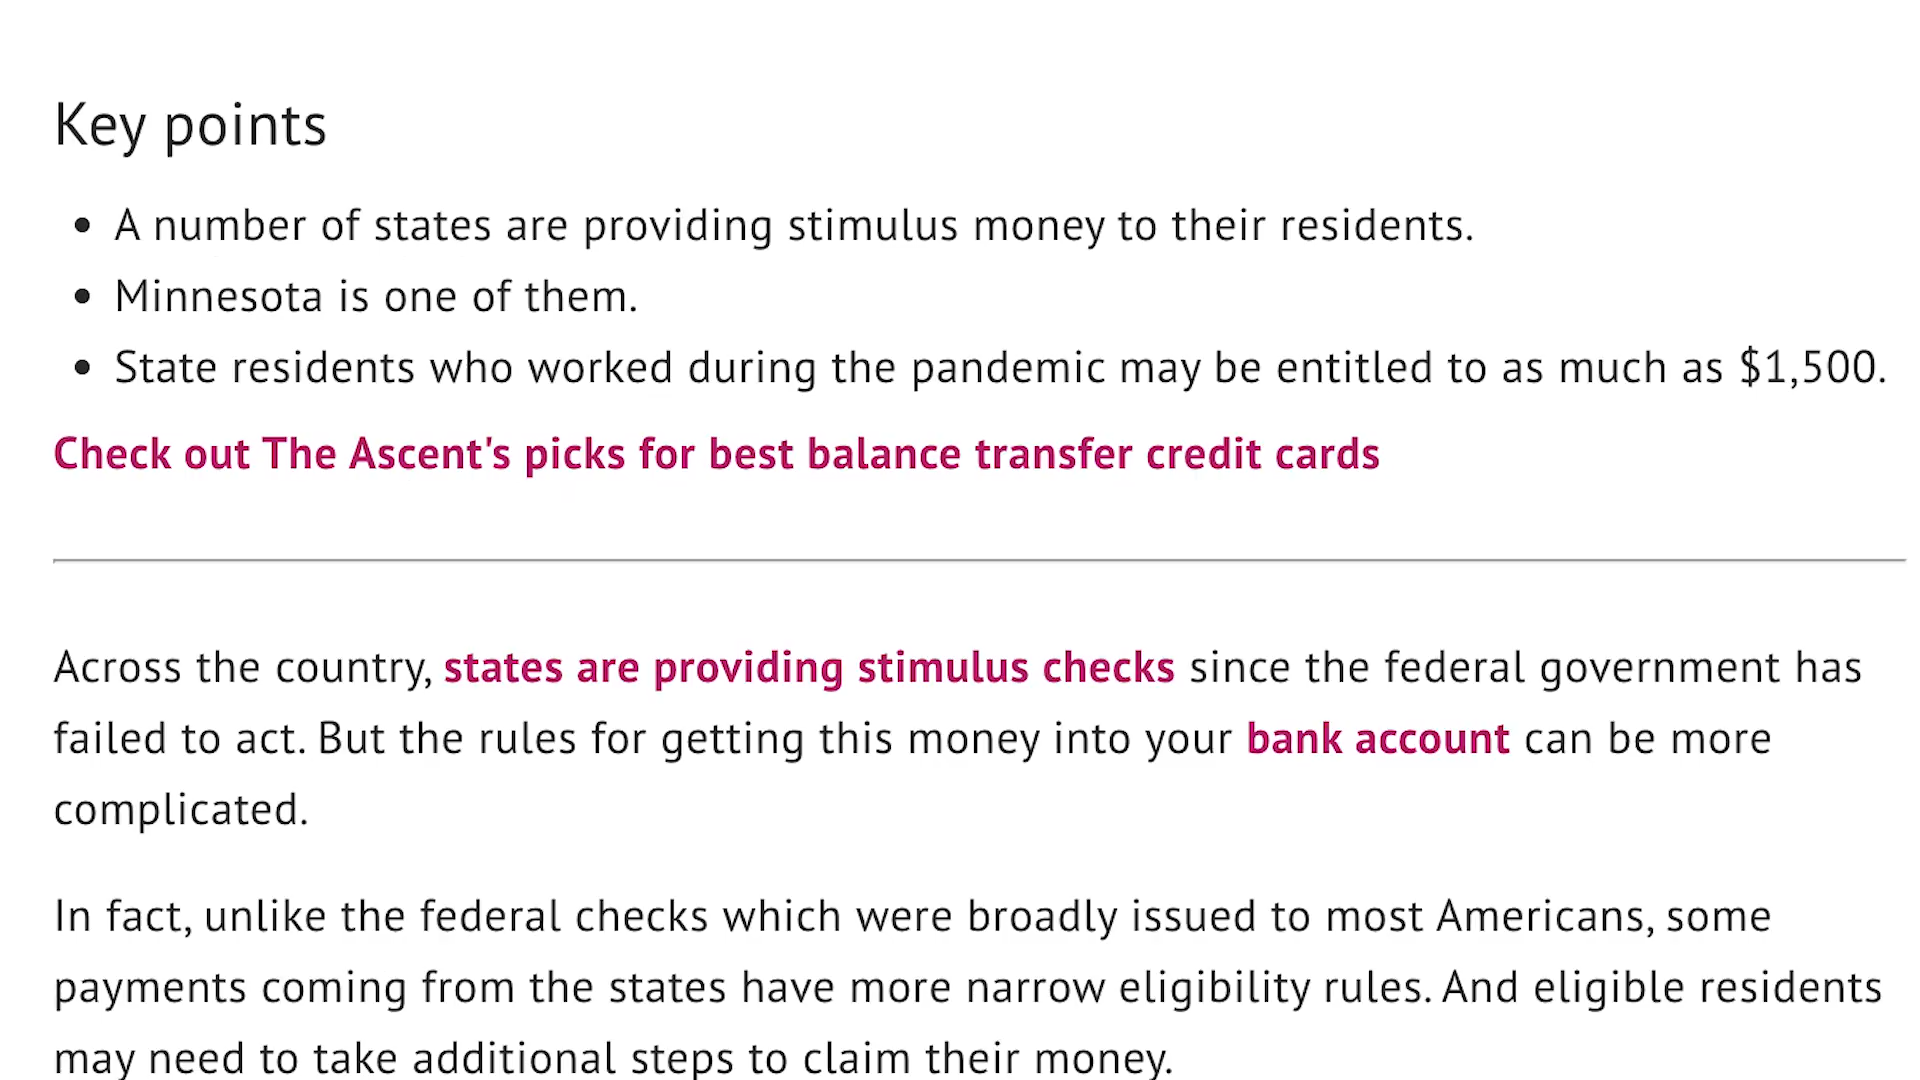 Key points
• A number of states are providing stimulus money to their residents.
• Minnesota is one of them.
• State residents who worked during the pandemic may be entitled to as much as $1,500.
Check out The Ascent's picks for best balance transfer credit cards
Across the country, states are providing stimulus checks since the federal government has
failed to act. But the rules for getting this money into your bank account can be more
complicated.
In fact, unlike the federal checks which were broadly issued to most Americans, some
payments coming from the states have more narrow eligibility rules. And eligible residents
may need to take additional steps to claim their money.